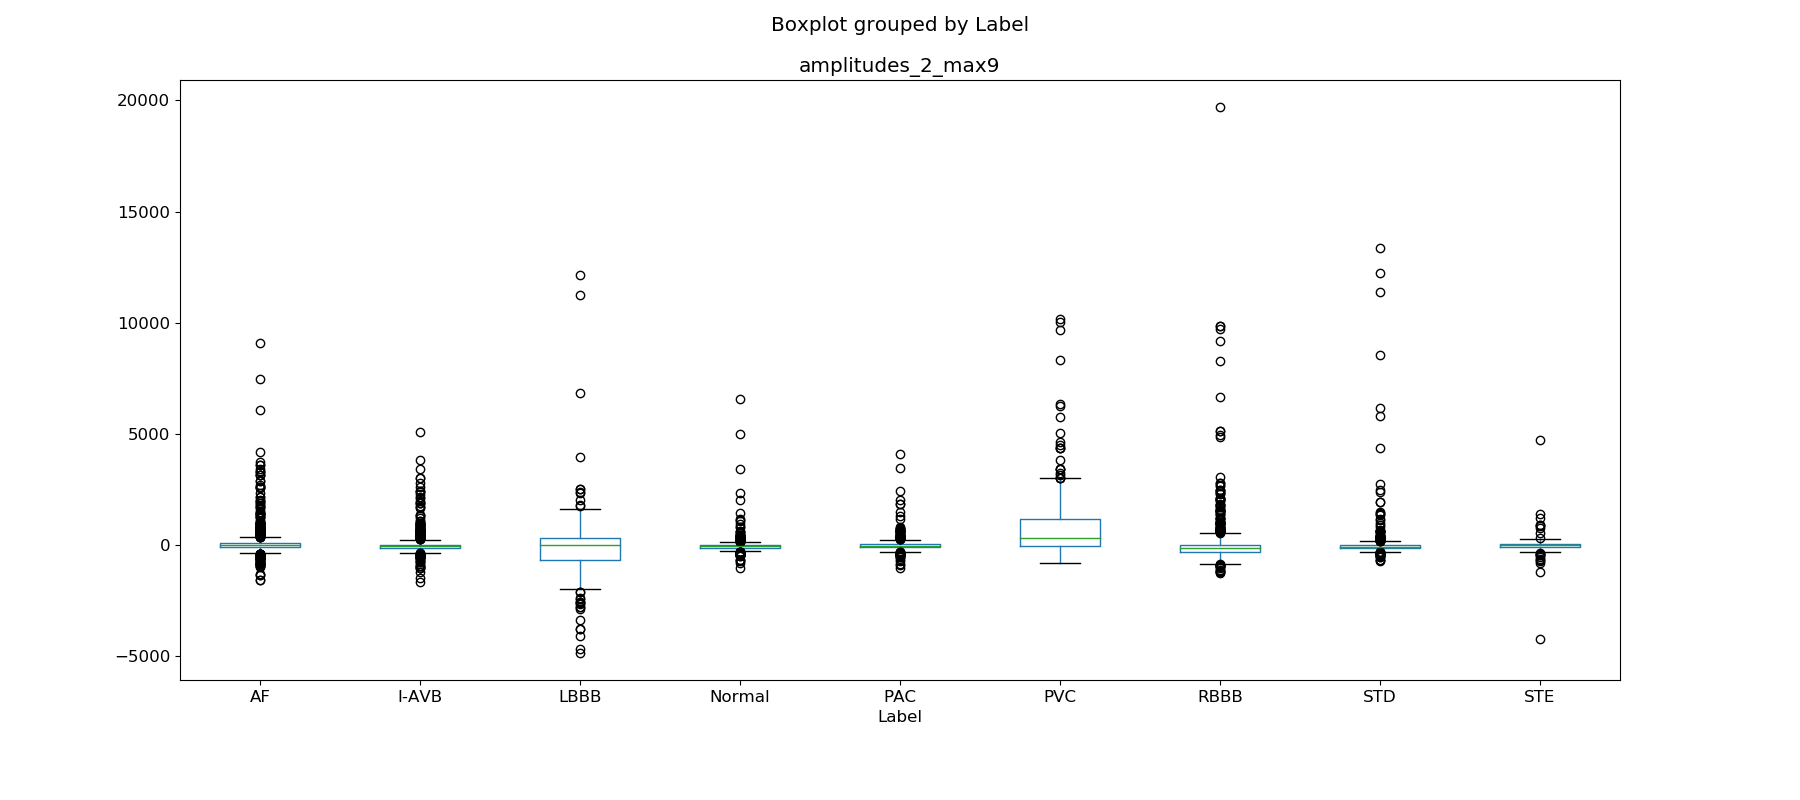 Boxplot grouped by Label
amplitudes_2_max9
20000
15000
10000
5000
0
−5000
AF I-AVB LBBB Normal PAC PVC RBBB STD STE
Label